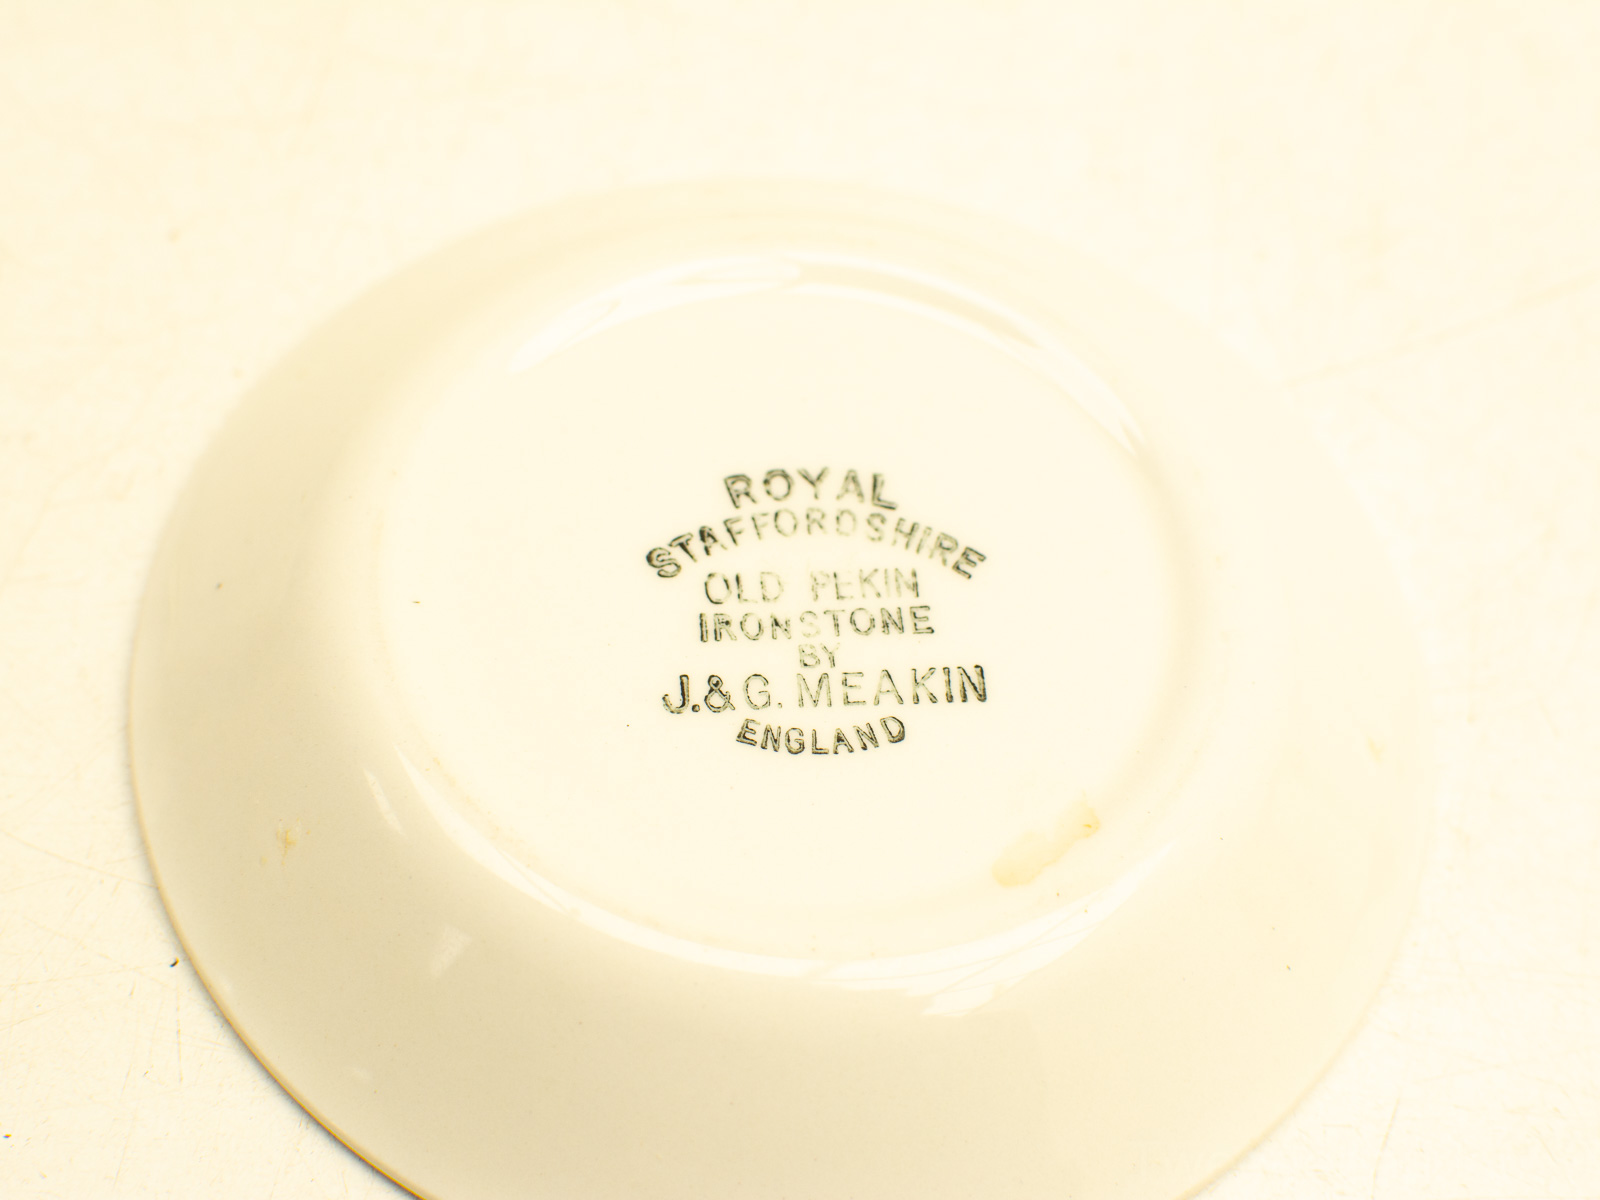 ROYAL
STAFFORDSHIRE
OLD PEKIN
IRONSTONE
BY
J.&G. MEAKIN
ENGLAND